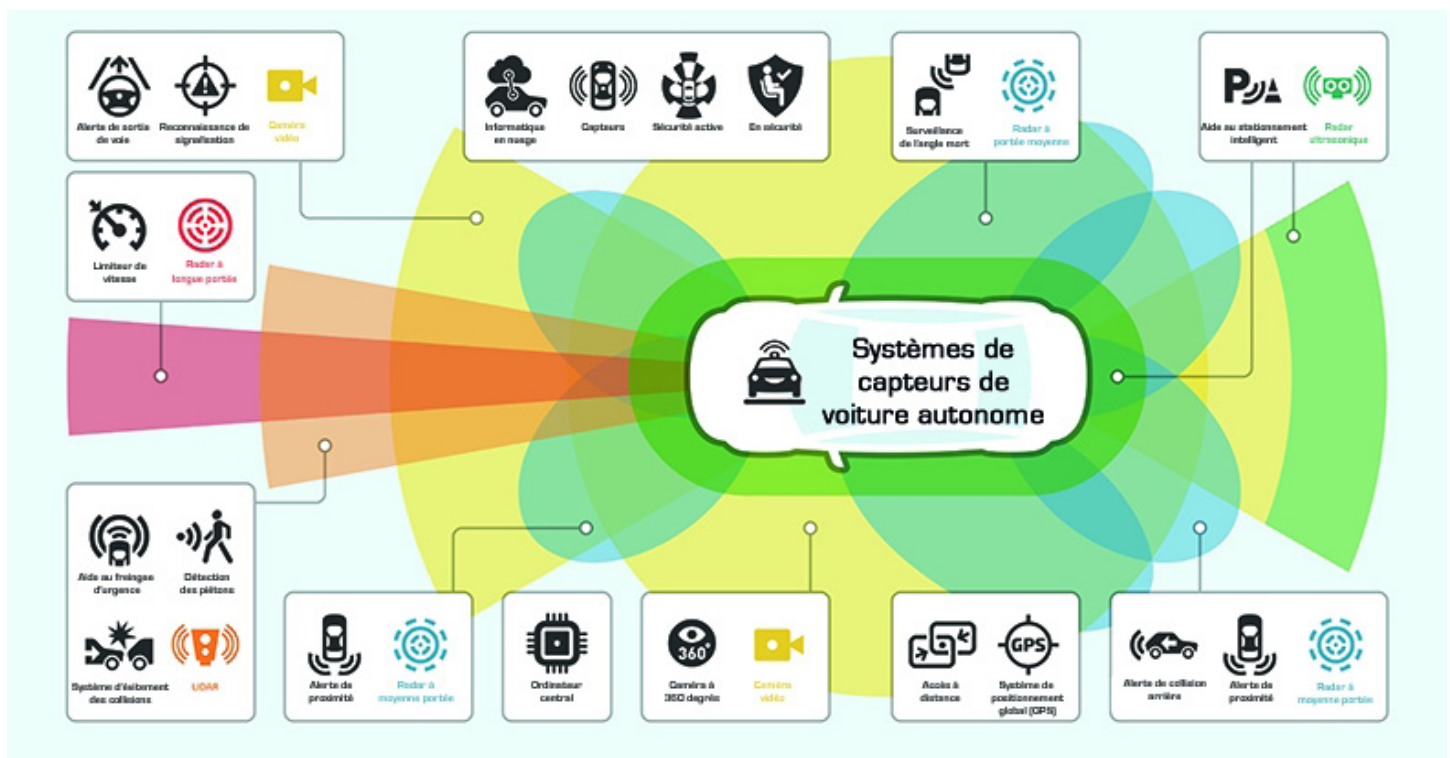 Alerte de sortie
de voie
Reconnaissance de
signalisation
Caméra
vidéo
Informatique
en nuage
Capteurs
Sécurité active
En sécurité
Surveillance
de l'angle mort
Radar à
portée moyenne
Aide au stationnement
intelligent
Radar
ultrasonique
Limiteur de
vitesse
Radar à
longue portée
Systèmes de
capteurs de
voiture autonome
Aide au freingee
d'urgence
Détection
des piétons
Système d'évitement
des collisions
LIDAR
Alerte de
proximité
Radar à
moyenne portée
Ordinateur
central
360°
Caméra à
360 degrés
Caméra
vidéo
Accès à
distance
GPS
Système de
positionnement
global (GPS)
Alerte de collision
arrière
Alerte de
proximité
Radar à
moyenne portée